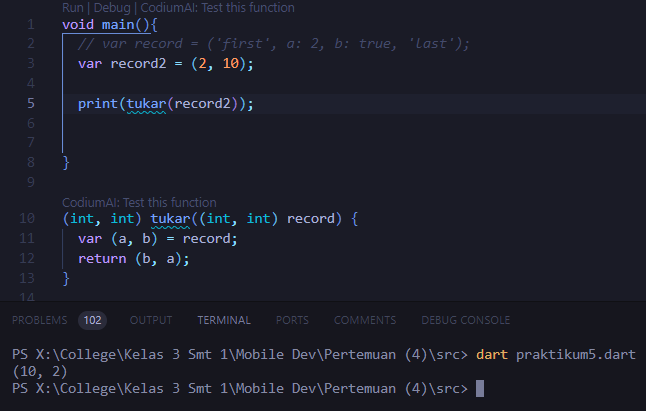 Run | Debug | CodiumAI: Test this function
1 void main(){
2 // var record = ('first', a: 2, b: true, 'last');
3 var record2 = (2, 10);
4
5 print(tukar(record2));
6
7
8 }
9
CodiumAI: Test this function
10 (int, int) tukar((int, int) record) {
11 var (a, b) = record;
12 return (b, a);
13 }
14
PROBLEMS 102 OUTPUT TERMINAL PORTS COMMENTS DEBUG CONSOLE
PS X:\College\Kelas 3 Smt 1\Mobile Dev\Pertemuan (4)\src> dart praktikum5.dart
(10, 2)
PS X:\College\Kelas 3 Smt 1\Mobile Dev\Pertemuan (4)\src>